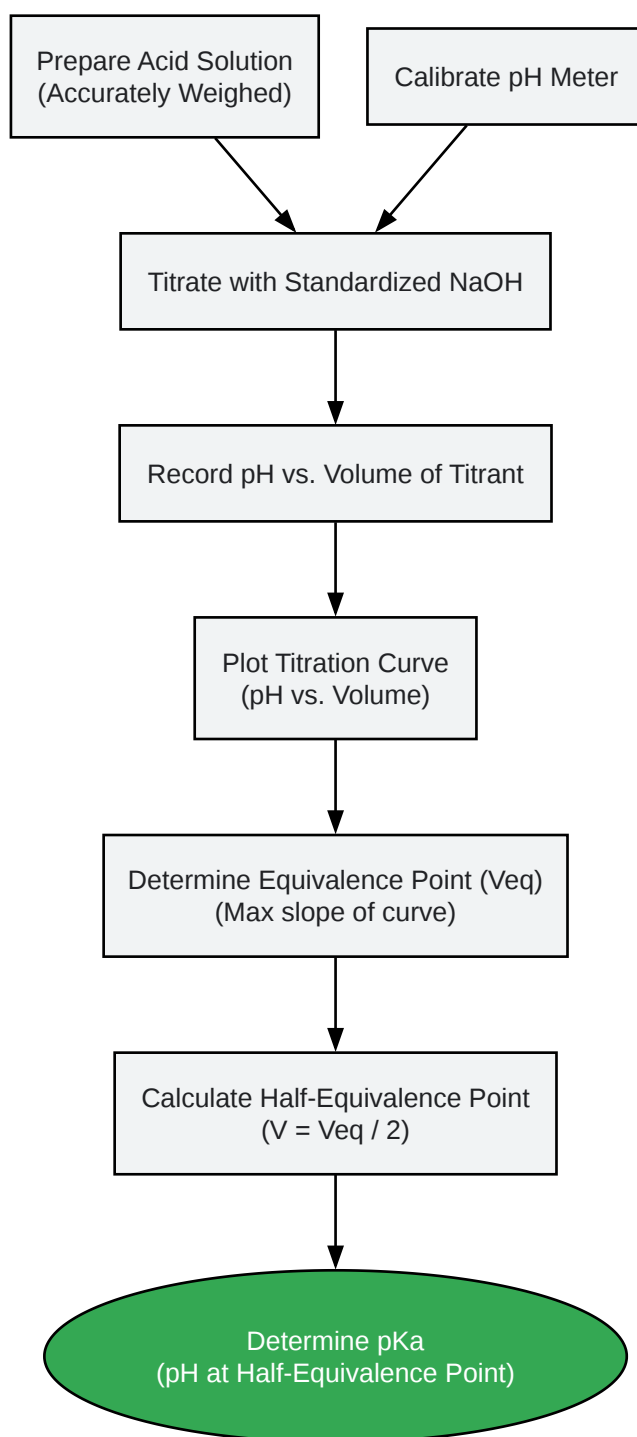 Prepare Acid Solution
(Accurately Weighed)
Calibrate pH Meter
Titrate with Standardized NaOH
Record pH vs. Volume of Titrant
Plot Titration Curve
(pH vs. Volume)
Determine Equivalence Point (Veq)
(Max slope of curve)
Calculate Half-Equivalence Point
(V = Veq / 2)
Determine pKa
(pH at Half-Equivalence Point)